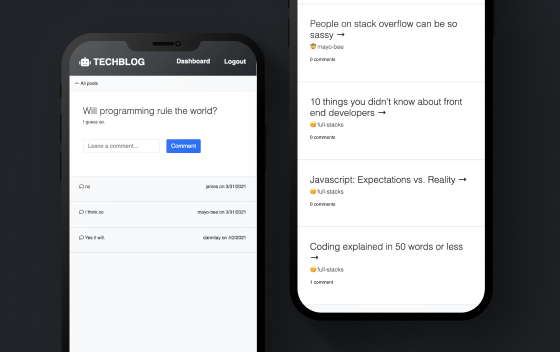 TECHBLOG Dashboard Logout
← All posts
Will programming rule the world?
I guess so.
Leave a comment... Comment
no james on 3/31/2021
I think so mayo-bae on 3/31/2021
Yes it will. dannitay on 4/2/2021
People on stack overflow can be so
sassy →
mayo-bae
0 comments
10 things you didn't know about front
end developers →
full-stacks
0 comments
Javascript: Expectations vs. Reality →
full-stacks
0 comments
Coding explained in 50 words or less
→
full-stacks
1 comment